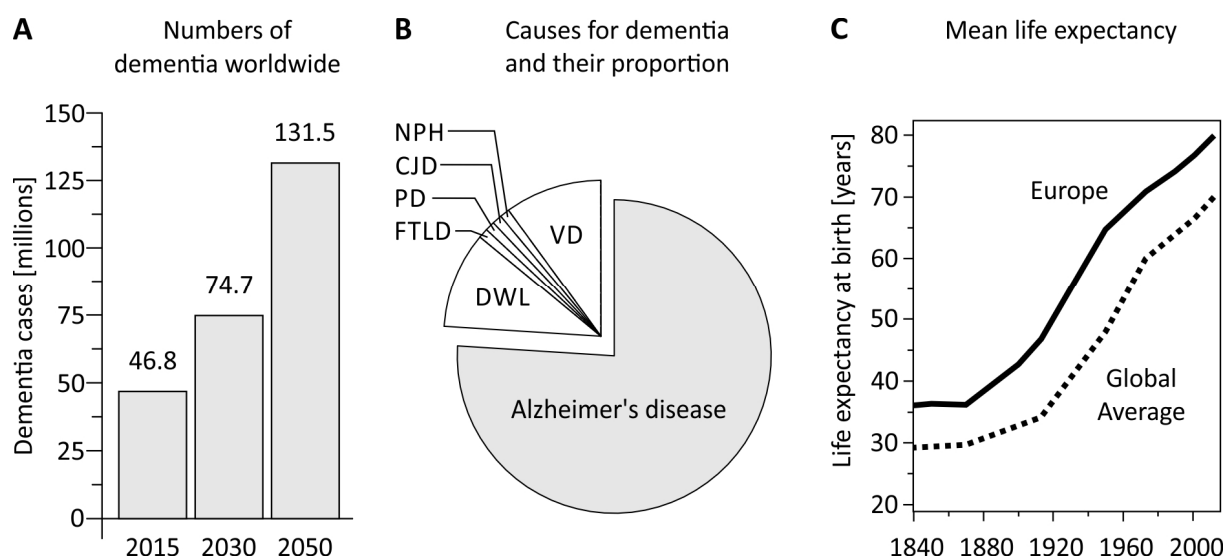 A
Numbers of
dementia worldwide
Dementia cases [millions]
150
125
100
75
50
25
0
46.8
74.7
131.5
2015 2030 2050
B
Causes for dementia
and their proportion
NPH
CJD
PD
FTLD
VD
DWL
Alzheimer's disease
C
Mean life expectancy
Life expectancy at birth [years]
80
70
60
50
40
30
20
Europe
Global
Average
1840 1880 1920 1960 2000